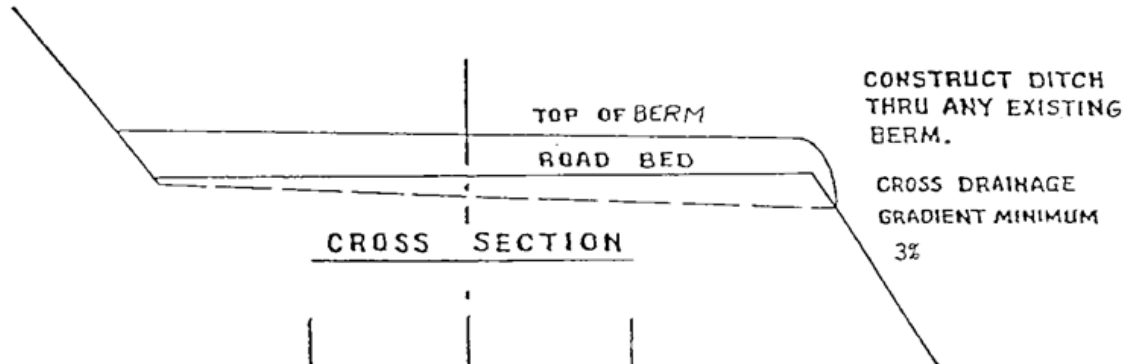 TOP OF BERM
ROAD BED
CROSS SECTION
CONSTRUCT DITCH
THRU ANY EXISTING
BERM.
CROSS DRAINAGE
GRADIENT MINIMUM
3%